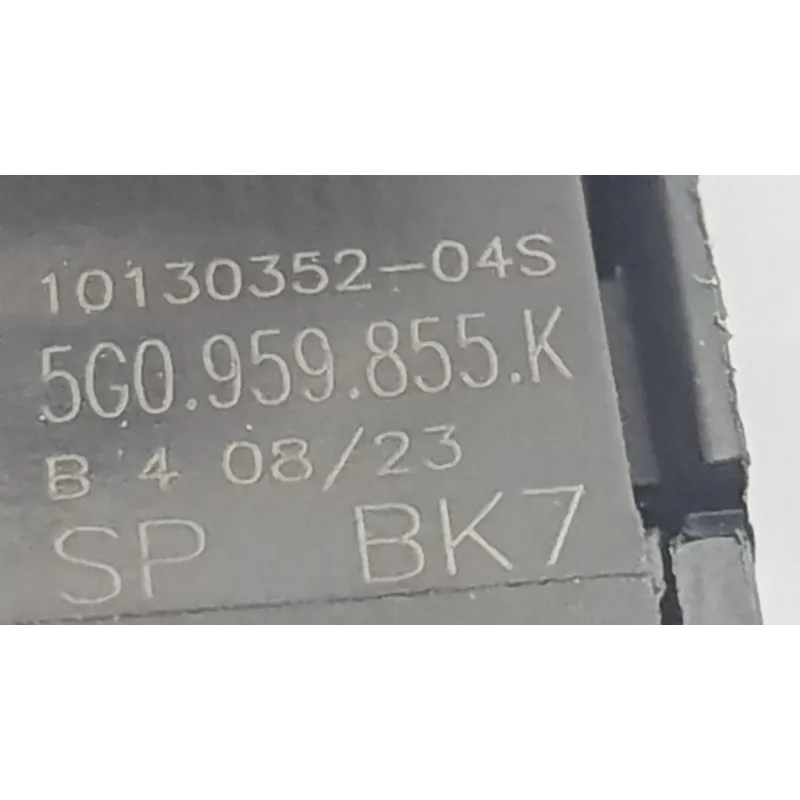 10130352-04S
5G0.959.855.K
B 4 08/23
SP BK7